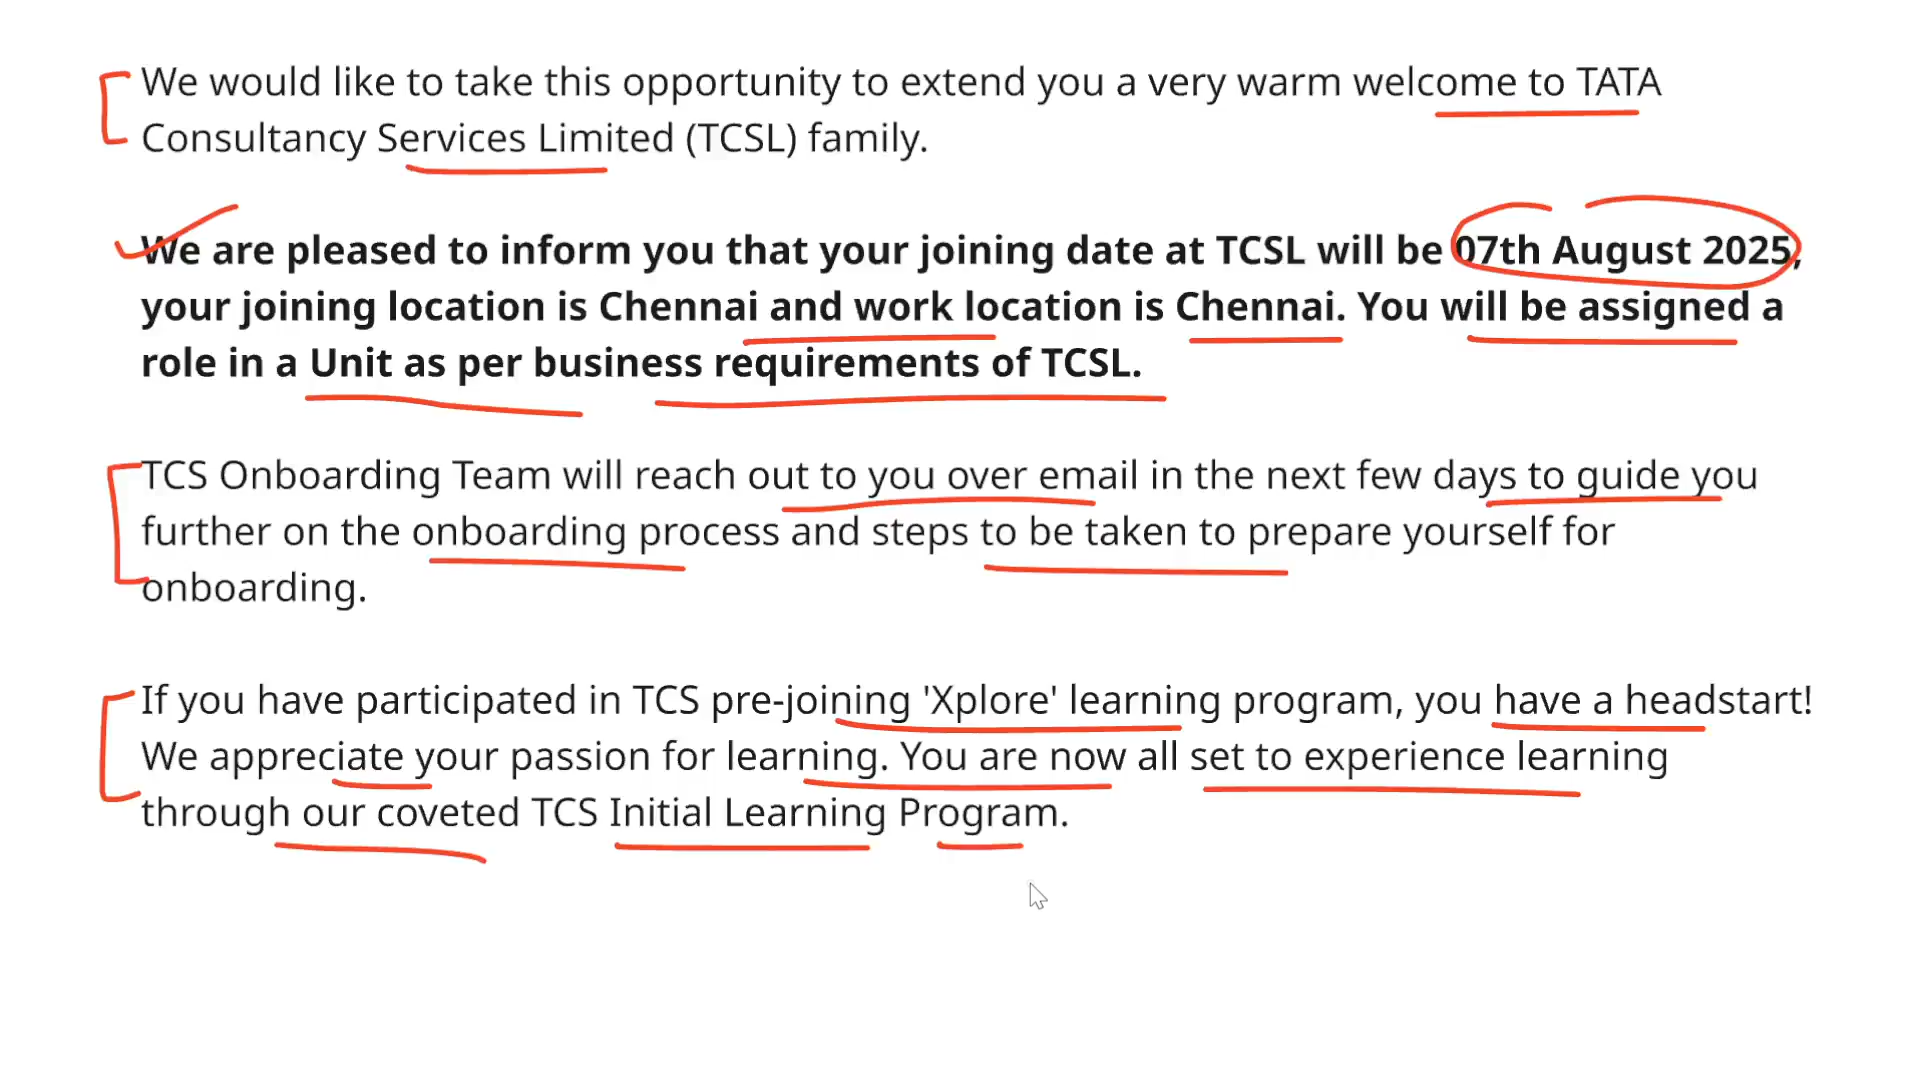 We would like to take this opportunity to extend you a very warm welcome to TATA
Consultancy Services Limited (TCSL) family.
We are pleased to inform you that your joining date at TCSL will be 07th August 2025,
your joining location is Chennai and work location is Chennai. You will be assigned a
role in a Unit as per business requirements of TCSL.
TCS Onboarding Team will reach out to you over email in the next few days to guide you
further on the onboarding process and steps to be taken to prepare yourself for
onboarding.
If you have participated in TCS pre-joining 'Xplore' learning program, you have a headstart!
We appreciate your passion for learning. You are now all set to experience learning
through our coveted TCS Initial Learning Program.